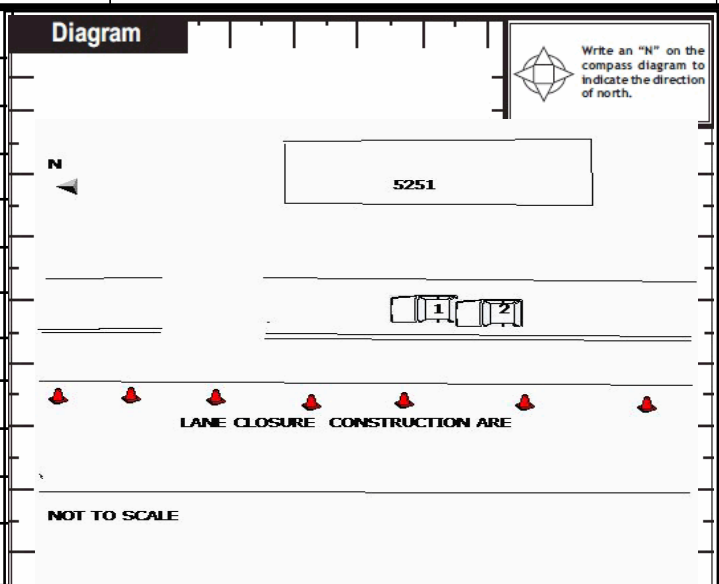 Diagram
Write an “N” on the
compass diagram to
indicate the direction
of north.
N
5251
1 2
LANE CLOSURE CONSTRUCTION ARE
NOT TO SCALE